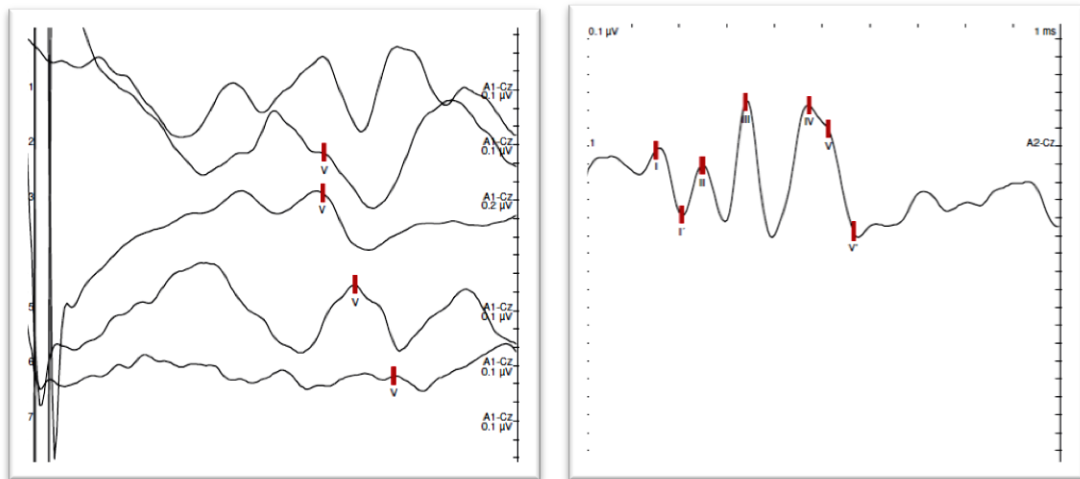 1
A1-Cz
0.1 µV
2
A1-Cz
0.1 µV
V
3
A1-Cz
0.2 µV
V
5
A1-Cz
0.1 µV
V
6
A1-Cz
0.1 µV
V
7
A1-Cz
0.1 µV
0.1 µV
1 ms
III
IV
V
1
A2-Cz
I
II
I'
V'